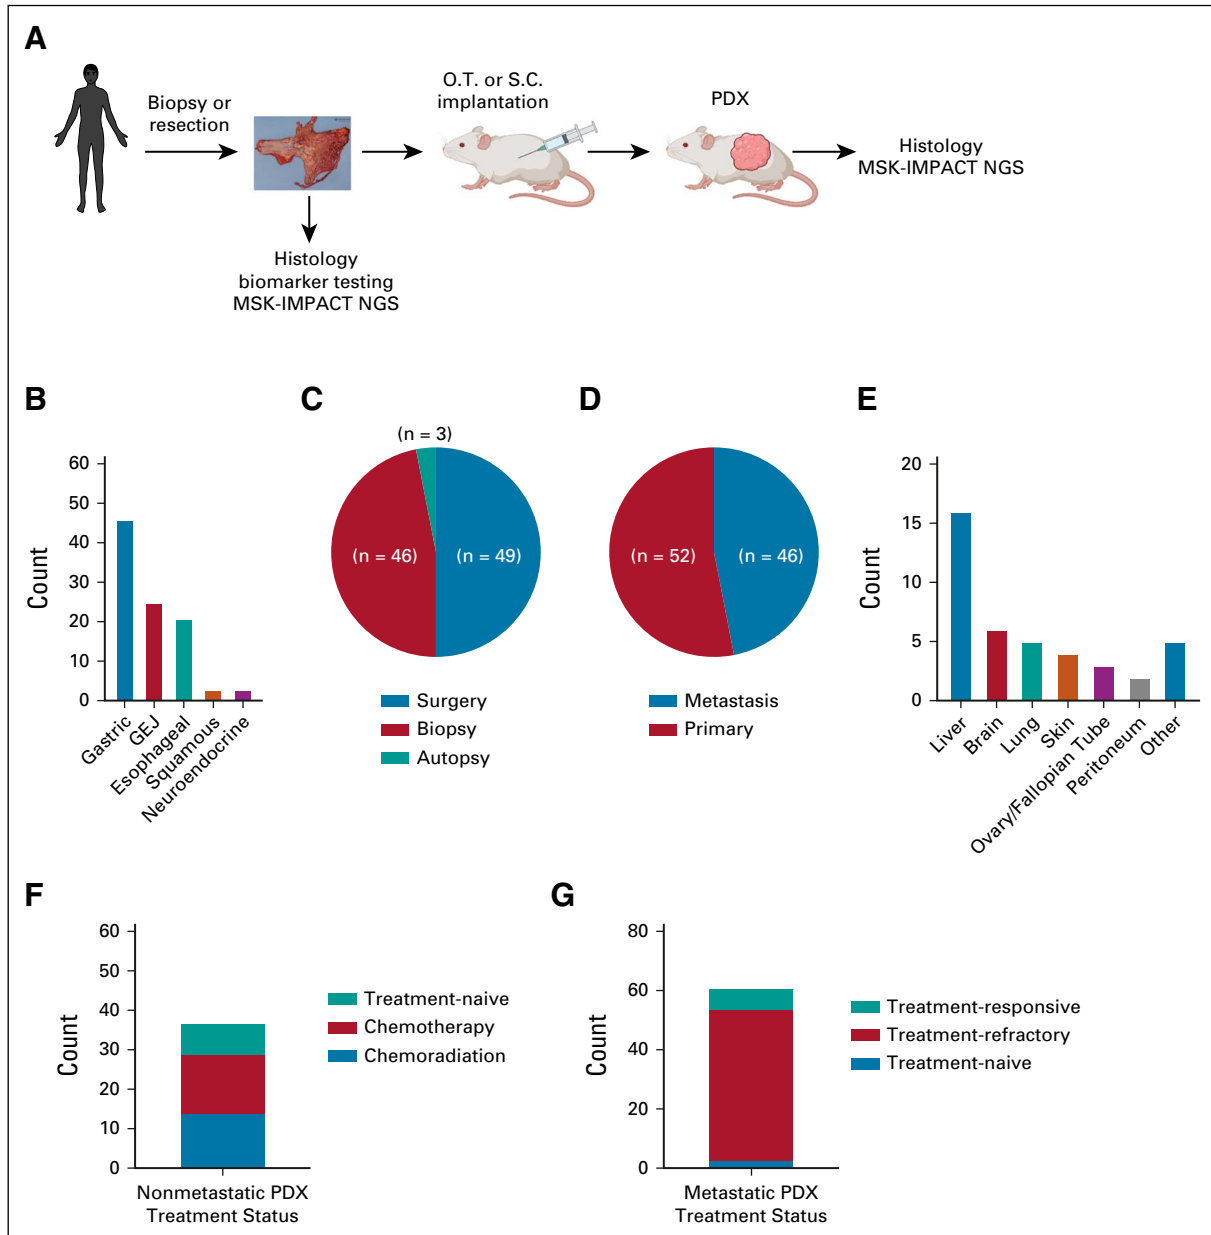 A
Biopsy or
resection
O.T. or S.C.
implantation
PDX
Histology
MSK-IMPACT NGS
Histology
biomarker testing
MSK-IMPACT NGS
B
Count
60
50
40
30
20
10
0
Gastric
GEJ
Esophageal
Squamous
Neuroendocrine
C
(n = 3)
(n = 46)
(n = 49)
Surgery
Biopsy
Autopsy
D
(n = 52)
(n = 46)
Metastasis
Primary
E
Count
20
15
10
5
0
Liver
Brain
Lung
Skin
Ovary/Fallopian Tube
Peritoneum
Other
F
Count
60
50
40
30
20
10
0
Nonmetastatic PDX
Treatment Status
Treatment-naive
Chemotherapy
Chemoradiation
G
Count
80
60
40
20
0
Metastatic PDX
Treatment Status
Treatment-responsive
Treatment-refractory
Treatment-naive